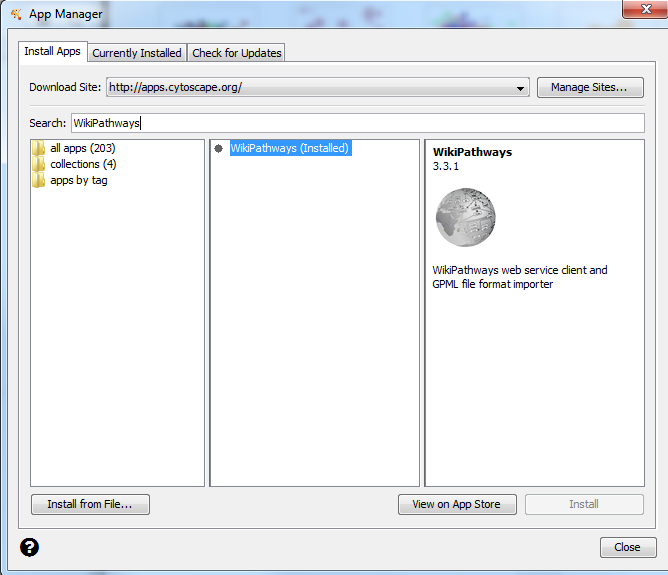 App Manager
Install Apps
Currently Installed
Check for Updates
Download Site:
http://apps.cytoscape.org/
Manage Sites...
Search:
WikiPathways
all apps (203)
collections (4)
apps by tag
WikiPathways (Installed)
WikiPathways
3.3.1
WikiPathways web service client and
GPML file format importer
Install from File...
View on App Store
Install
?
Close